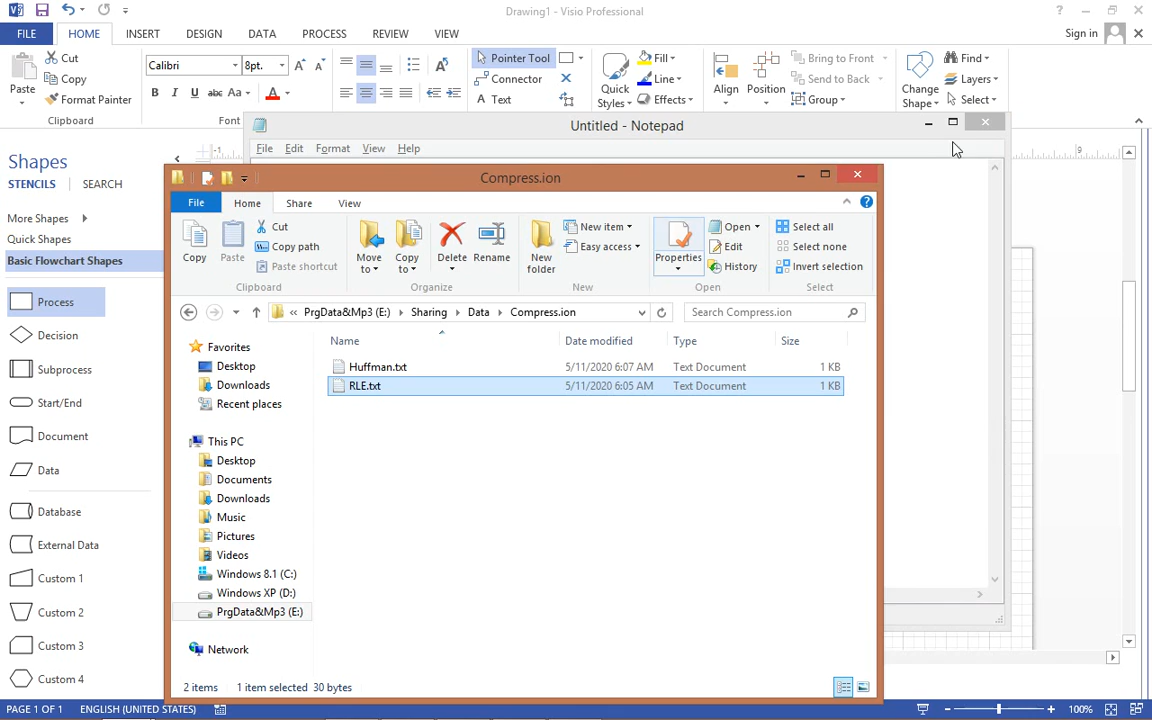 Drawing1 - Visio Professional
FILE HOME INSERT DESIGN DATA PROCESS REVIEW VIEW Sign in
Paste Cut Copy Format Painter Clipboard
Calibri 8pt. B I U abc Aa A Font
Pointer Tool Connector A Text
Quick Styles Fill Line Effects
Align Position Bring to Front Send to Back Group
Change Shape Find Layers Select
Untitled - Notepad
File Edit Format View Help
-1 9
Shapes
STENCILS SEARCH
More Shapes
Quick Shapes
Basic Flowchart Shapes
Process
Decision
Subprocess
Start/End
Document
Data
Database
External Data
Custom 1
Custom 2
Custom 3
Custom 4
Compress.ion
File Home Share View
Copy Paste Cut Copy path Paste shortcut
Move to Copy to Delete Rename
New folder New item Easy access
Properties Open Edit History
Select all Select none Invert selection
Clipboard Organize New Open Select
« PrgData&Mp3 (E:) Sharing Data Compress.ion Search Compress.ion
Name Date modified Type Size
Huffman.txt 5/11/2020 6:07 AM Text Document 1 KB
RLE.txt 5/11/2020 6:05 AM Text Document 1 KB
Favorites
Desktop
Downloads
Recent places
This PC
Desktop
Documents
Downloads
Music
Pictures
Videos
Windows 8.1 (C:)
Windows XP (D:)
PrgData&Mp3 (E:)
Network
2 items 1 item selected 30 bytes
PAGE 1 OF 1 ENGLISH (UNITED STATES) 100%